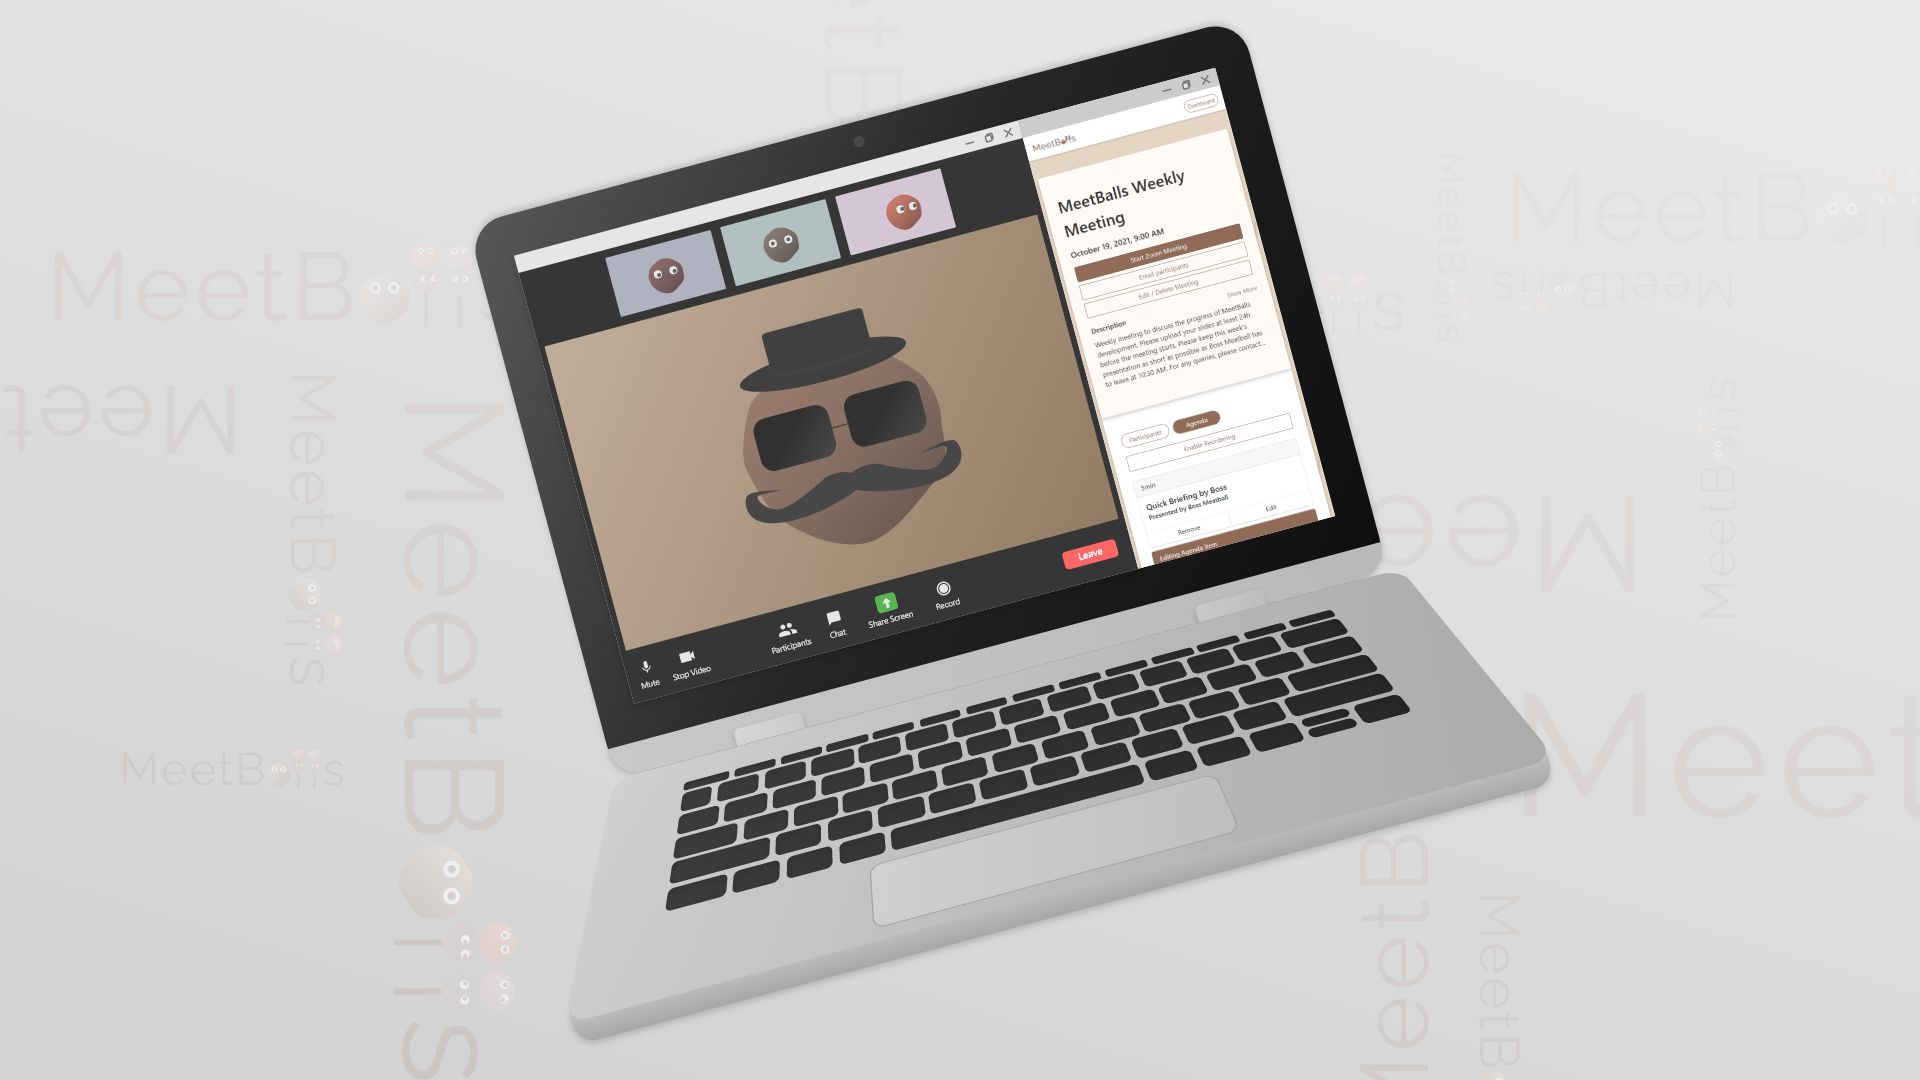 MeetBalls
Dashboard
MeetBalls Weekly
Meeting
October 19, 2021, 9:00 AM
Start Zoom Meeting
Email participants
Edit / Delete Meeting
Show More
Description
Weekly meeting to discuss the progress of MeetBalls
development. Please upload your slides at least 24h
before the meeting starts. Please keep this week's
presentation as short as possible as Boss Meatball has
to leave at 10:30 AM. For any queries, please contact...
Participants
Agenda
Enable Reordering
5min
Quick Briefing by Boss
Presented by Boss Meatball
Remove
Edit
Editing Agenda Item
Mute
Stop Video
Participants
Chat
Share Screen
Record
Leave
MeetBalls
Meet
MeetBalls
MeetBalls
MeetBalls
tB
MeetBalls
MeetBalls
MeetBalls
lls
MeetBalls
Mee
Meet
MeetB
MeetB